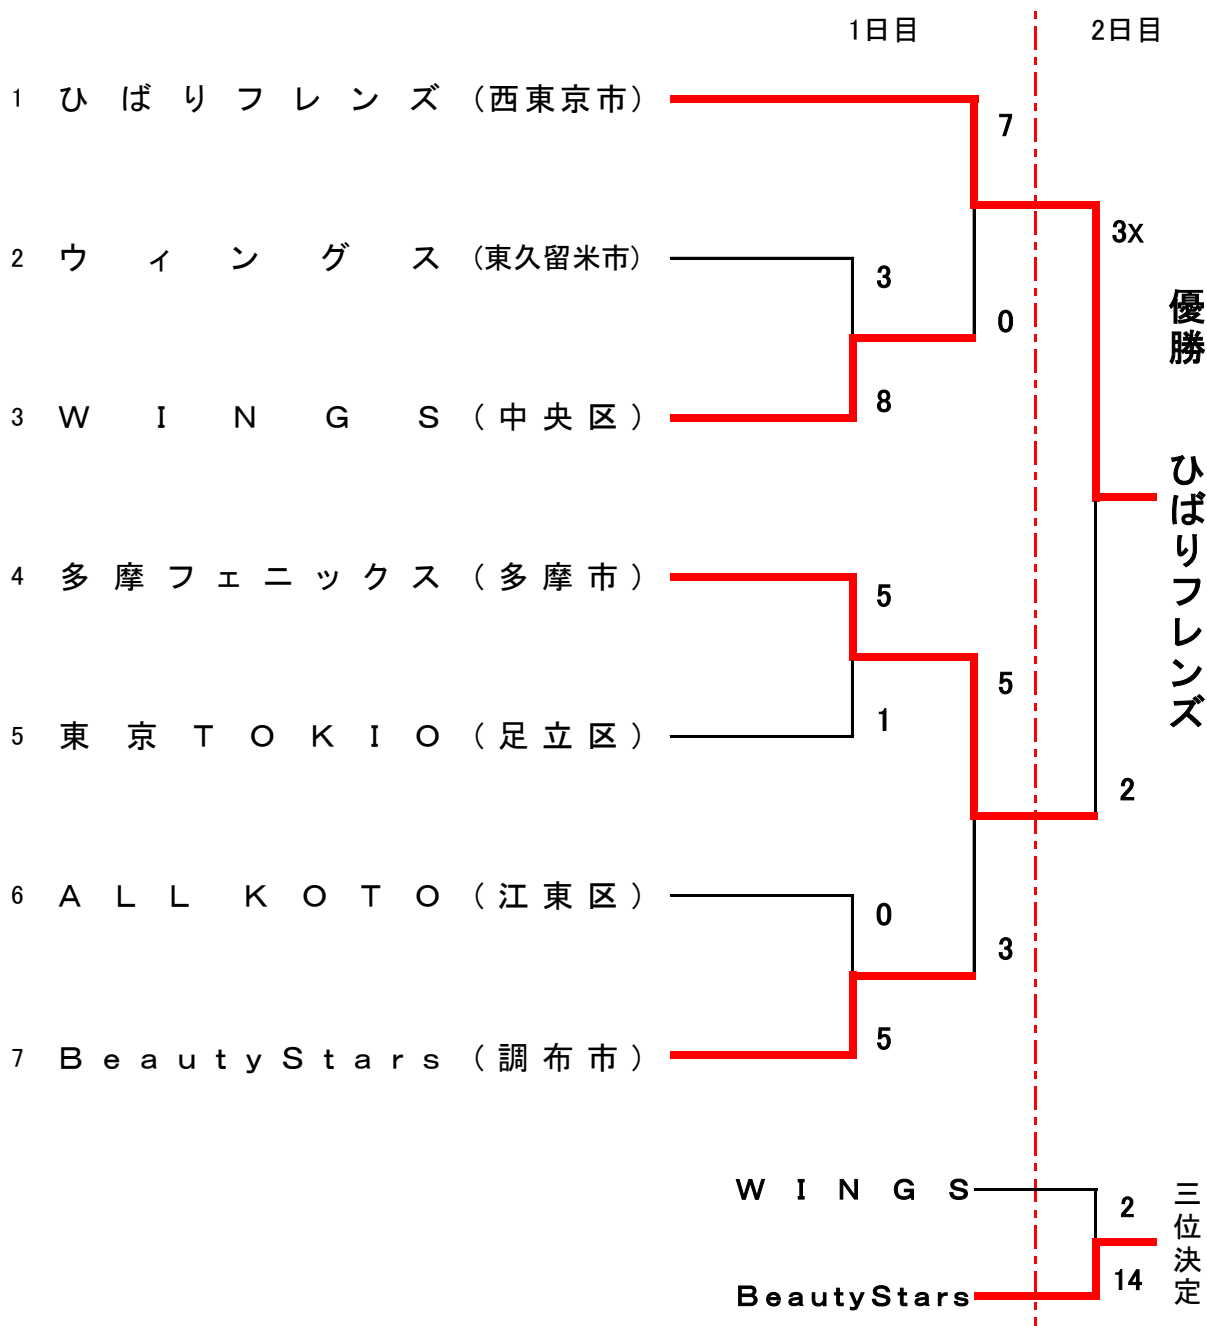 1日目
2日目
1 ひばりフレンズ (西東京市)
7
3x
2 ウィングス (東久留米市)
3
0
8
3 WINGS (中央区)
優勝 ひばりフレンズ
4 多摩フェニックス (多摩市)
5
5
1
5 東京TOKIO (足立区)
2
6 ALL KOTO (江東区)
0
3
5
7 BeautyStars (調布市)
WINGS
2
三位決定
14
BeautyStars